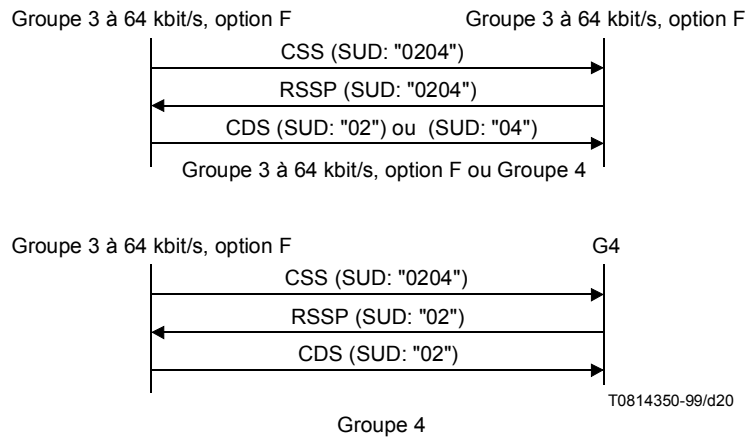 Groupe 3 à 64 kbit/s, option F Groupe 3 à 64 kbit/s, option F
CSS (SUD: "0204")
RSSP (SUD: "0204")
CDS (SUD: "02") ou (SUD: "04")
Groupe 3 à 64 kbit/s, option F ou Groupe 4
Groupe 3 à 64 kbit/s, option F G4
CSS (SUD: "0204")
RSSP (SUD: "02")
CDS (SUD: "02")
T0814350-99/d20
Groupe 4